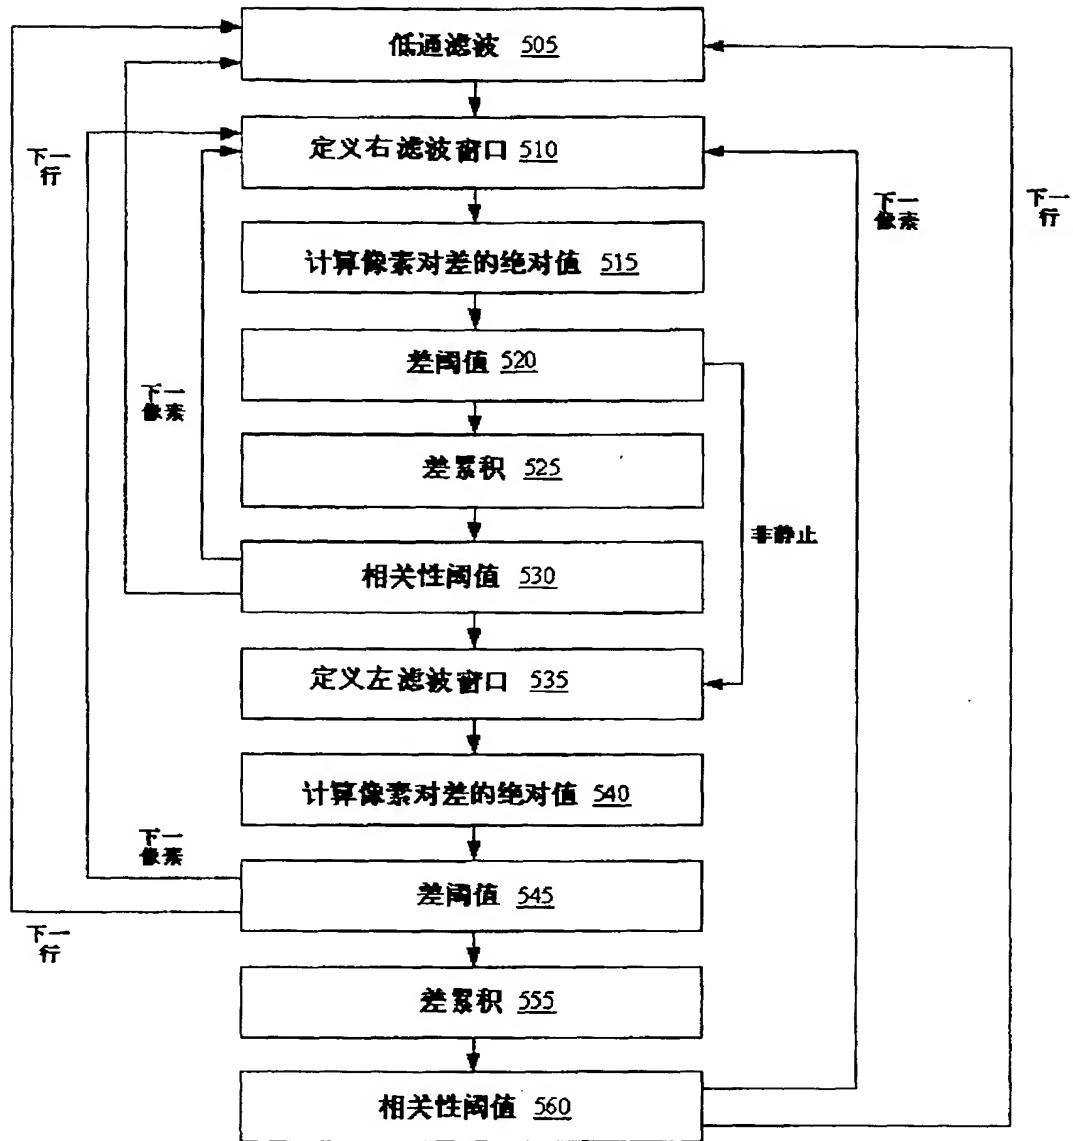 低通滤波 505
下一
行
定义右滤波窗口 510
下一
像素
下一
行
计算像素对差的绝对值 515
差阈值 520
下一
像素
差累积 525
非静止
相关性阈值 530
定义左滤波窗口 535
计算像素对差的绝对值 540
下一
像素
差阈值 545
下一
行
差累积 555
相关性阈值 560